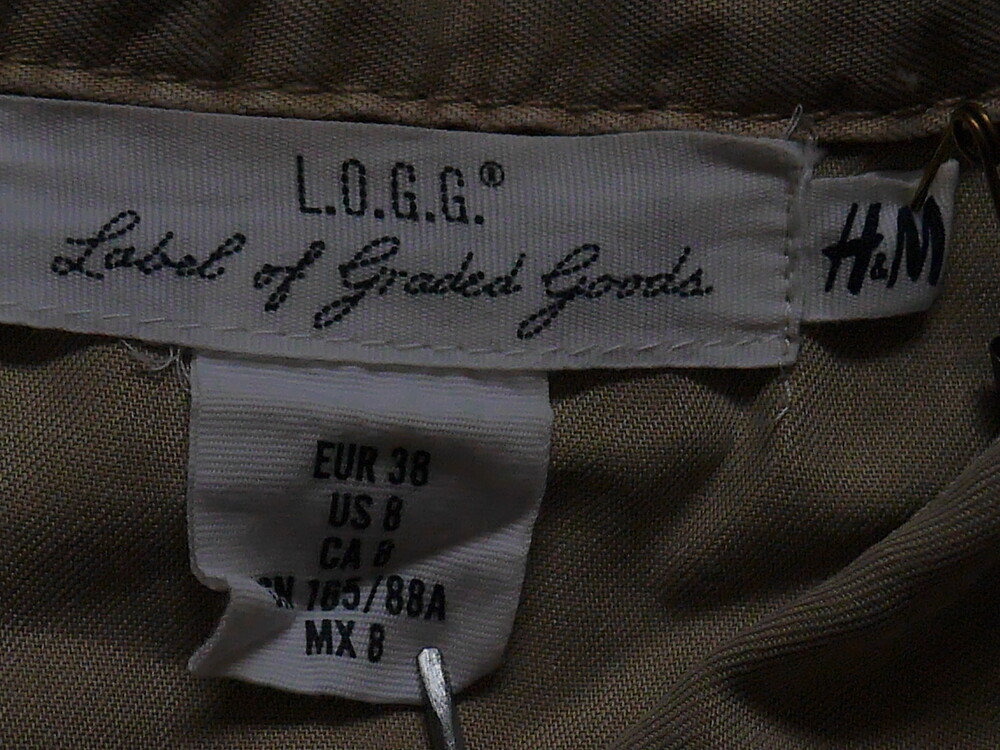 L.O.G.G.®
Label of Graded Goods
H&M
EUR 38
US 8
CA 8
CN 165/88A
MX 8